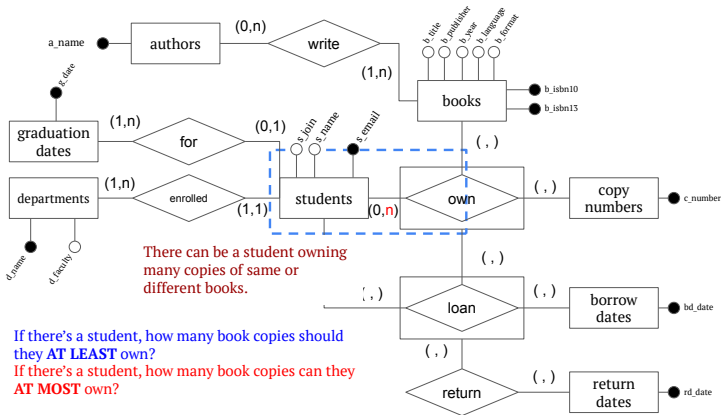 a_name
authors
(0,n)
write
(1,n)
b_title
b_publisher
b_year
b_language
b_format
books
b_isbn10
b_isbn13
( , )
g_date
graduation
dates
(1,n)
for
(0,1)
s_join
s_name
s_email
departments
(1,n)
enrolled
(1,1)
students
(0,n)
own
( , )
copy
numbers
c_number
d_name
d_faculty
There can be a student owning
many copies of same or
different books.
( , )
( , )
loan
( , )
borrow
dates
bd_date
If there's a student, how many book copies should
they AT LEAST own?
If there's a student, how many book copies can they
AT MOST own?
( , )
return
( , )
return
dates
rd_date